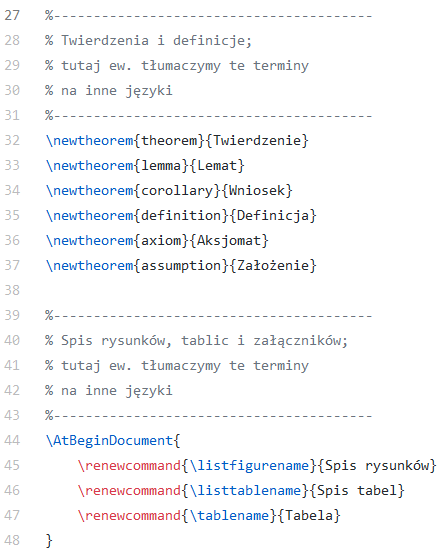 27 %---------------------------------------
28 % Twierdzenia i definicje;
29 % tutaj ew. tłumaczymy te terminy
30 % na inne języki
31 %---------------------------------------
32 \newtheorem{theorem}{Twierdzenie}
33 \newtheorem{lemma}{Lemat}
34 \newtheorem{corollary}{Wniosek}
35 \newtheorem{definition}{Definicja}
36 \newtheorem{axiom}{Aksjomat}
37 \newtheorem{assumption}{Założenie}
38
39 %---------------------------------------
40 % Spis rysunków, tablic i załączników;
41 % tutaj ew. tłumaczymy te terminy
42 % na inne języki
43 %---------------------------------------
44 \AtBeginDocument{
45     \renewcommand{\listfigurename}{Spis rysunków}
46     \renewcommand{\listtablename}{Spis tabel}
47     \renewcommand{\tablename}{Tabela}
48 }